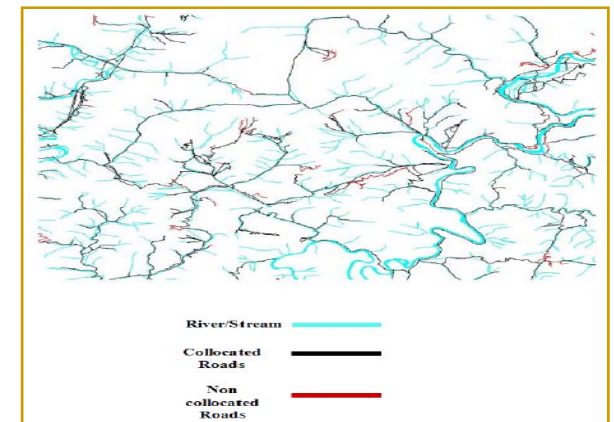 River/Stream
Collocated
Roads
Non
collocated
Roads